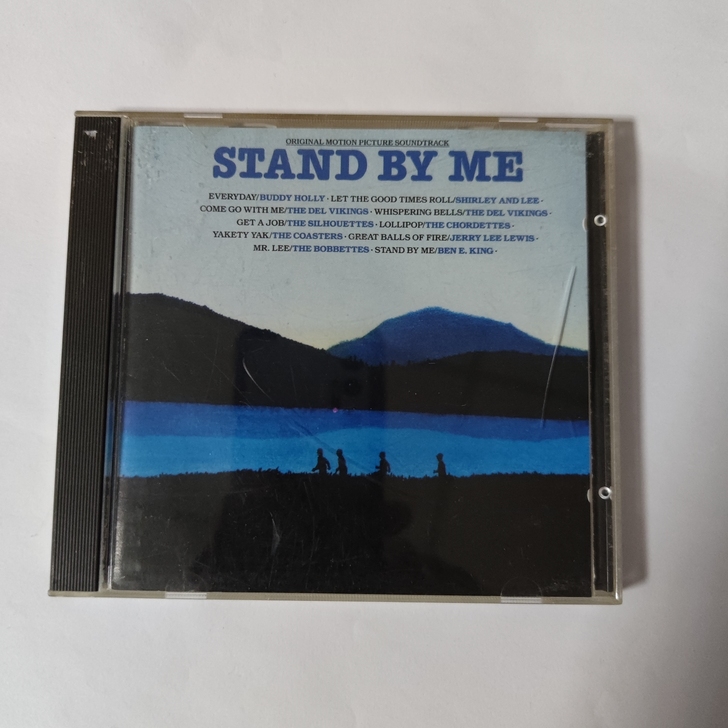 ORIGINAL MOTION PICTURE SOUNDTRACK
STAND BY ME
EVERYDAY/BUDDY HOLLY · LET THE GOOD TIMES ROLL/SHIRLEY AND LEE ·
COME GO WITH ME/THE DEL VIKINGS · WHISPERING BELLS/THE DEL VIKINGS ·
GET A JOB/THE SILHOUETTES · LOLLIPOP/THE CHORDETTES ·
YAKETY YAK/THE COASTERS · GREAT BALLS OF FIRE/JERRY LEE LEWIS ·
MR. LEE/THE BOBBETTES · STAND BY ME/BEN E. KING ·